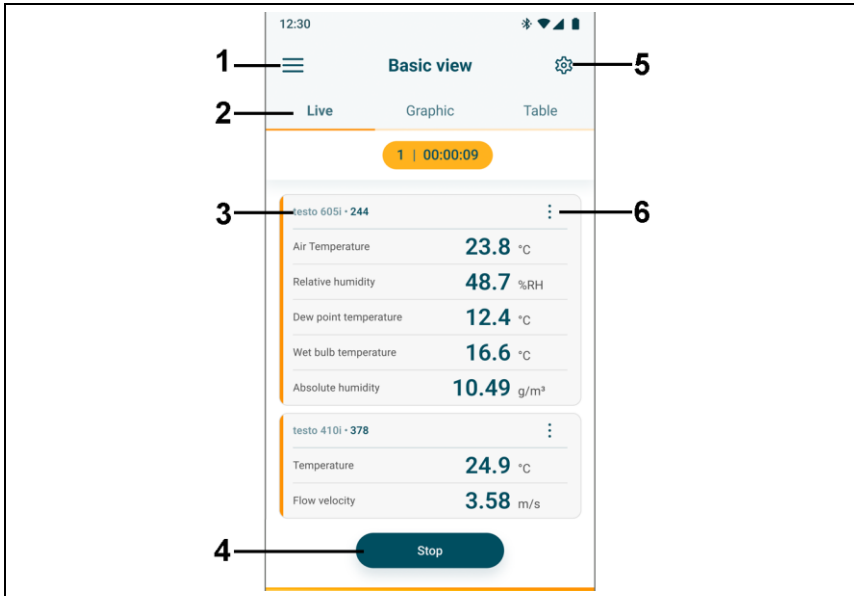 12:30
1 Basic view 5
2 Live Graphic Table
1 | 00:00:09
3 testo 605i • 244 6
Air Temperature 23.8 °C
Relative humidity 48.7 %RH
Dew point temperature 12.4 °C
Wet bulb temperature 16.6 °C
Absolute humidity 10.49 g/m³
testo 410i • 378
Temperature 24.9 °C
Flow velocity 3.58 m/s
4 Stop